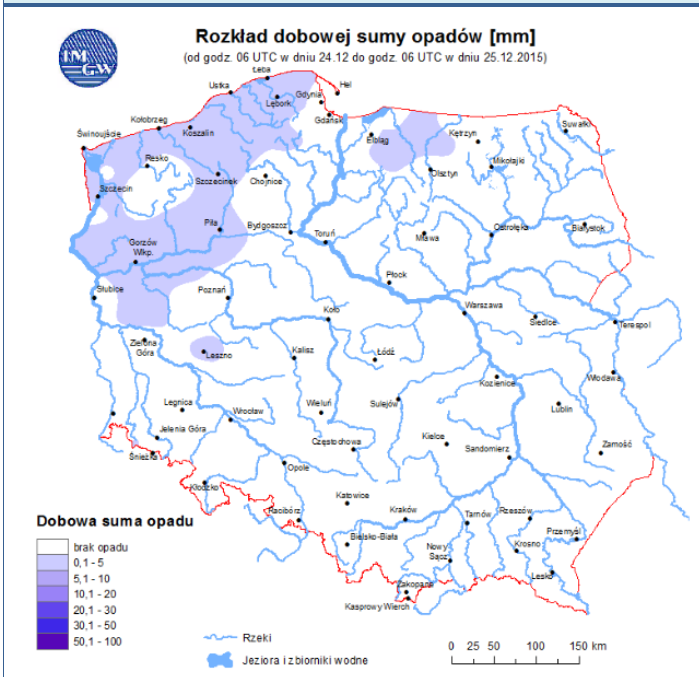 Rozkład dobowej sumy opadów [mm]
(od godz. 06 UTC w dniu 24.12 do godz. 06 UTC w dniu 25.12.2015)
IM
GW
Łeba
Ustka
Hel
Lębork
Gdynia
Gdańsk
Kołobrzeg
Koszalin
Świnoujście
Elbląg
Kętrzyn
Suwałki
Resko
Szczecinek
Chojnice
Olsztyn
Mikołajki
Szczecin
Piła
Bydgoszcz
Toruń
Mława
Ostrołęka
Białystok
Gorzów
Wlkp.
Płock
Słubice
Poznań
Koło
Warszawa
Siedlce
Terespol
Zielona
Góra
Leszno
Kalisz
Łódź
Kozienice
Włodawa
Legnica
Wrocław
Wieluń
Sulejów
Lublin
Jelenia Góra
Śnieżka
Częstochowa
Kielce
Sandomierz
Zamość
Opole
Kłodzko
Katowice
Racibórz
Kraków
Tarnów
Rzeszów
Przemyśl
Bielsko-Biała
Nowy
Sącz
Krosno
Lesko
Zakopane
Kasprowy Wierch
Dobowa suma opadu
brak opadu
0,1 - 5
5,1 - 10
10,1 - 20
20,1 - 30
30,1 - 50
50,1 - 100
Rzeki
Jeziora i zbiorniki wodne
0 25 50 100 150 km